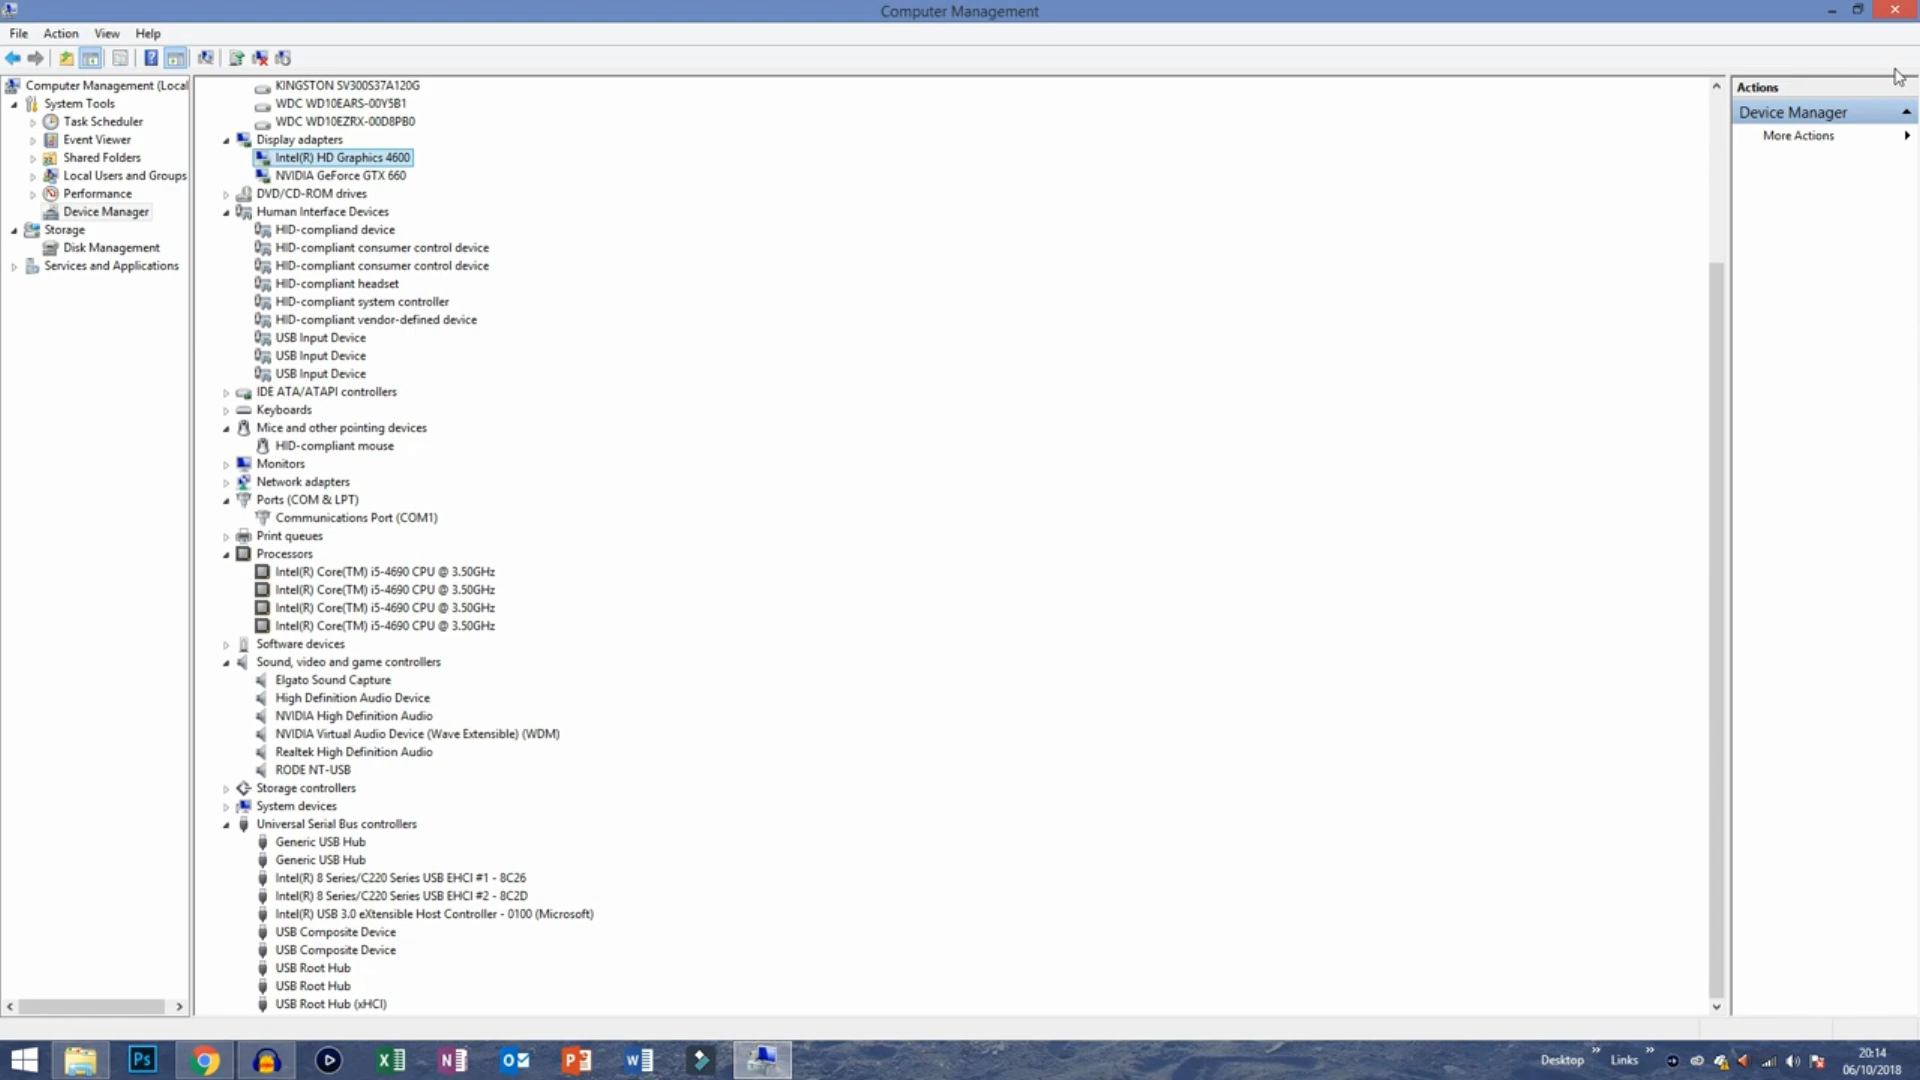 Computer Management
File Action View Help
Computer Management (Local
System Tools
Task Scheduler
Event Viewer
Shared Folders
Local Users and Groups
Performance
Device Manager
Storage
Disk Management
Services and Applications
KINGSTON SV300S37A120G
WDC WD10EARS-00Y5B1
WDC WD10EZRX-00D8PB0
Display adapters
Intel(R) HD Graphics 4600
NVIDIA GeForce GTX 660
DVD/CD-ROM drives
Human Interface Devices
HID-compliand device
HID-compliant consumer control device
HID-compliant consumer control device
HID-compliant headset
HID-compliant system controller
HID-compliant vendor-defined device
USB Input Device
USB Input Device
USB Input Device
IDE ATA/ATAPI controllers
Keyboards
Mice and other pointing devices
HID-compliant mouse
Monitors
Network adapters
Ports (COM & LPT)
Communications Port (COM1)
Print queues
Processors
Intel(R) Core(TM) i5-4690 CPU @ 3.50GHz
Intel(R) Core(TM) i5-4690 CPU @ 3.50GHz
Intel(R) Core(TM) i5-4690 CPU @ 3.50GHz
Intel(R) Core(TM) i5-4690 CPU @ 3.50GHz
Software devices
Sound, video and game controllers
Elgato Sound Capture
High Definition Audio Device
NVIDIA High Definition Audio
NVIDIA Virtual Audio Device (Wave Extensible) (WDM)
Realtek High Definition Audio
RODE NT-USB
Storage controllers
System devices
Universal Serial Bus controllers
Generic USB Hub
Generic USB Hub
Intel(R) 8 Series/C220 Series USB EHCI #1 - 8C26
Intel(R) 8 Series/C220 Series USB EHCI #2 - 8C2D
Intel(R) USB 3.0 eXtensible Host Controller - 0100 (Microsoft)
USB Composite Device
USB Composite Device
USB Root Hub
USB Root Hub
USB Root Hub (xHCI)
Actions
Device Manager
More Actions
Ps
Desktop
Links
20:14
06/10/2018